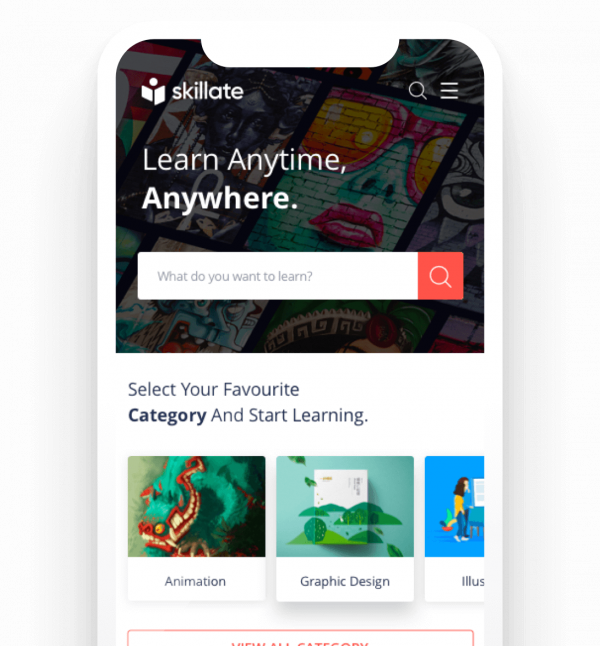 skillate
Learn Anytime,
Anywhere.
What do you want to learn?
Select Your Favourite
Category And Start Learning.
Animation
Graphic Design
Illus
VIEW ALL CATEGORY